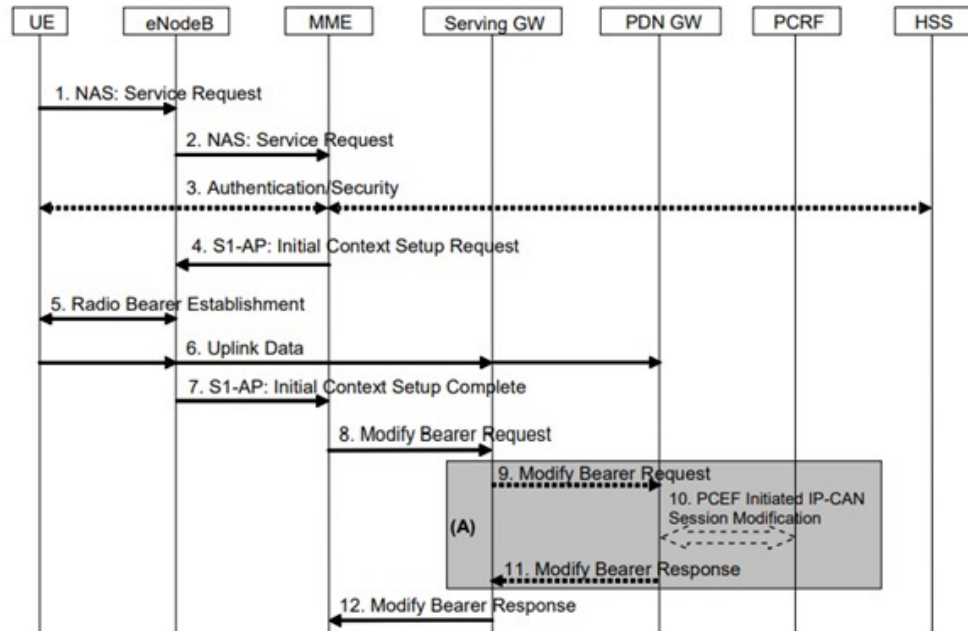 UE eNodeB MME Serving GW PDN GW PCRF HSS
1. NAS: Service Request
2. NAS: Service Request
3. Authentication/Security
4. S1-AP: Initial Context Setup Request
5. Radio Bearer Establishment
6. Uplink Data
7. S1-AP: Initial Context Setup Complete
8. Modify Bearer Request
9. Modify Bearer Request
10. PCEF Initiated IP-CAN
Session Modification
(A)
11. Modify Bearer Response
12. Modify Bearer Response